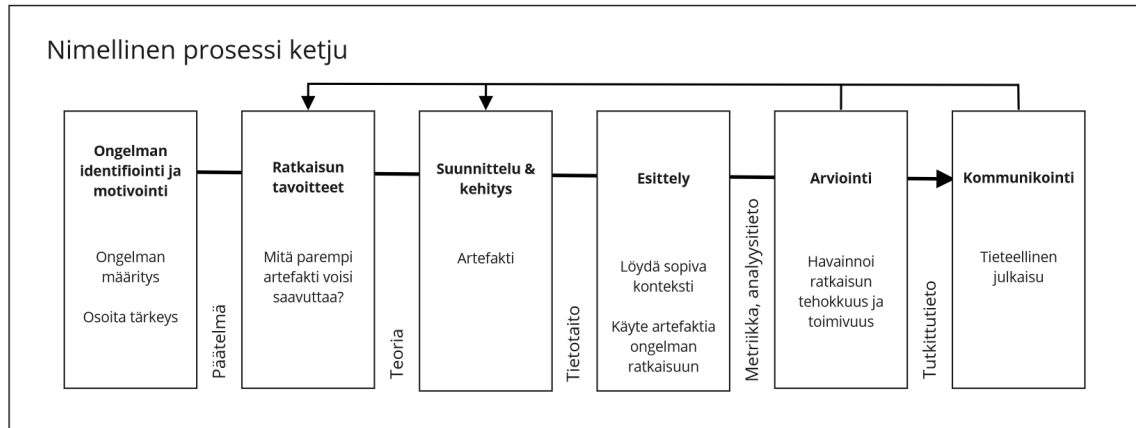 Nimellinen prosessi ketju
Ongelman
identifiointi ja
motivointi
Ongelman
määritys
Osoita tärkeys
Päätelmä
Ratkaisun
tavoitteet
Mitä parempi
artefakti voisi
saavuttaa?
Teoria
Suunnittelu &
kehitys
Artefakti
Tietotaito
Esittely
Löydä sopiva
konteksti
Käyte artefaktia
ongelman
ratkaisuun
Metriikka, analyysitieto
Arviointi
Havainnoi
ratkaisun
tehokkuus ja
toimivuus
Tutkittutieto
Kommunikointi
Tieteellinen
julkaisu